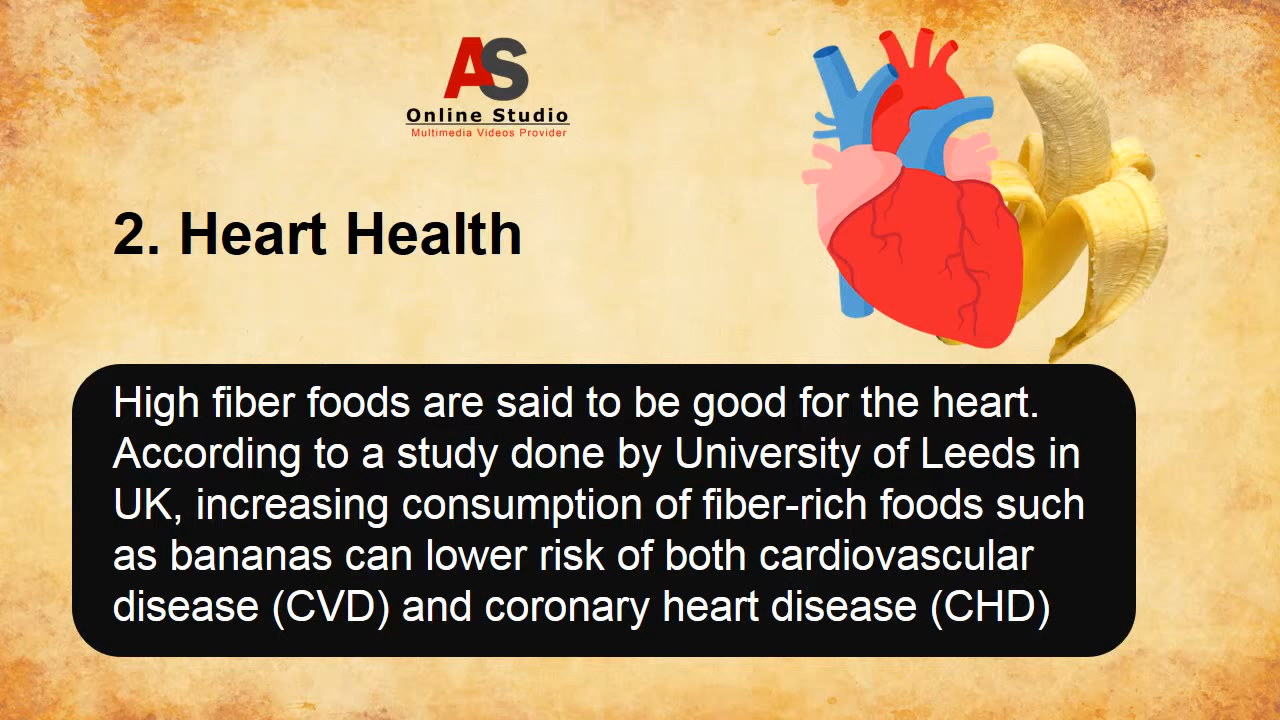 AS
Online Studio
Multimedia Videos Provider
2. Heart Health
High fiber foods are said to be good for the heart.
According to a study done by University of Leeds in
UK, increasing consumption of fiber-rich foods such
as bananas can lower risk of both cardiovascular
disease (CVD) and coronary heart disease (CHD)